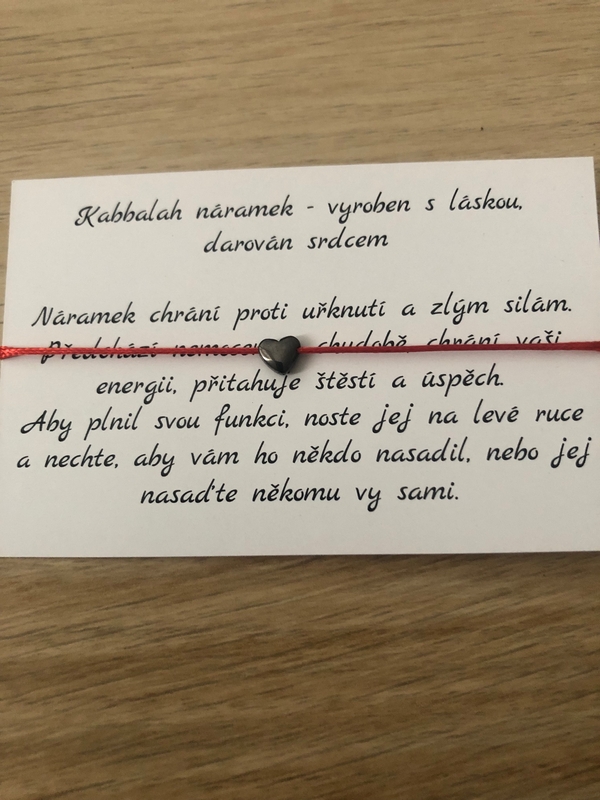 Kabbalah náramek - vyroben s láskou,
darován srdcem
Náramek chrání proti uřknutí a zlým silám.
Předchází chudobě, chrání vaši
energii, přitahuje štěstí a úspěch.
Aby plnil svou funkci, noste jej na levé ruce
a nechte, aby vám ho někdo nasadil, nebo jej
nasaďte někomu vy sami.